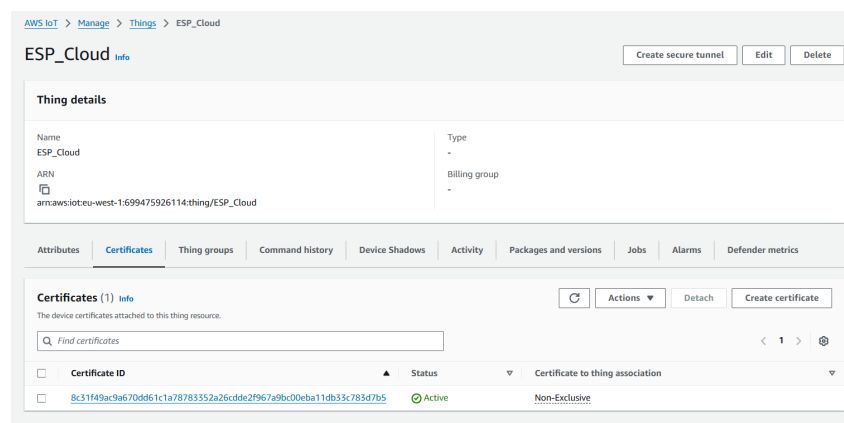 AWS IoT > Manage > Things > ESP_Cloud
ESP_Cloud Info
Create secure tunnel Edit Delete
Thing details
Name
ESP_Cloud
Type
-
ARN
arn:aws:iot:eu-west-1:699475926114:thing/ESP_Cloud
Billing group
-
Attributes Certificates Thing groups Command history Device Shadows Activity Packages and versions Jobs Alarms Defender metrics
Certificates (1) Info
Actions Detach Create certificate
The device certificates attached to this thing resource.
Find certificates
< 1 >
Certificate ID Status Certificate to thing association
8c31f49ac9a670dd61c1a78783352a26cdde2f967a9bc00eba11db33c783d7b5 Active Non-Exclusive